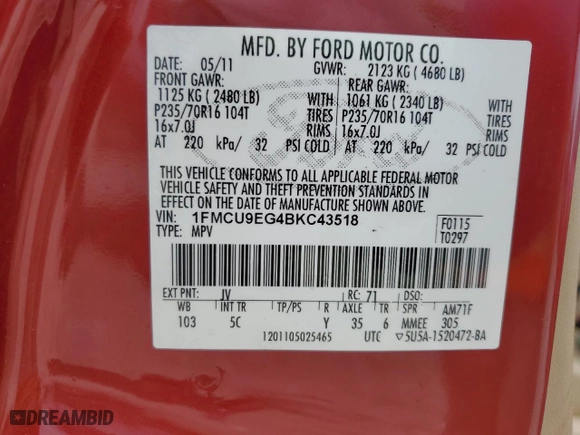 MFD. BY FORD MOTOR CO.
DATE: 05/11 GVWR: 2123 KG ( 4680 LB)
FRONT GAWR: REAR GAWR:
1125 KG ( 2480 LB) WITH 1061 KG ( 2340 LB) WITH
P235/70R16 104T TIRES P235/70R16 104T TIRES
16x7.0J RIMS 16x7.0J RIMS
AT 220 kPa/ 32 PSI COLD AT 220 kPa/ 32 PSI COLD
THIS VEHICLE CONFORMS TO ALL APPLICABLE FEDERAL MOTOR
VEHICLE SAFETY AND THEFT PREVENTION STANDARDS IN
EFFECT ON THE DATE OF MANUFACTURE SHOWN ABOVE.
VIN: 1FMCU9EG4BKC43518 F0115
TYPE: MPV T0297
EXT PNT: JV RC: 71 DSO:
WB INT TR TP/PS R AXLE TR SPR AM71F
103 5C Y 35 6 MMEE 305
1201105025465 UTC ▽5U5A-1520472-BA
DREAMBID